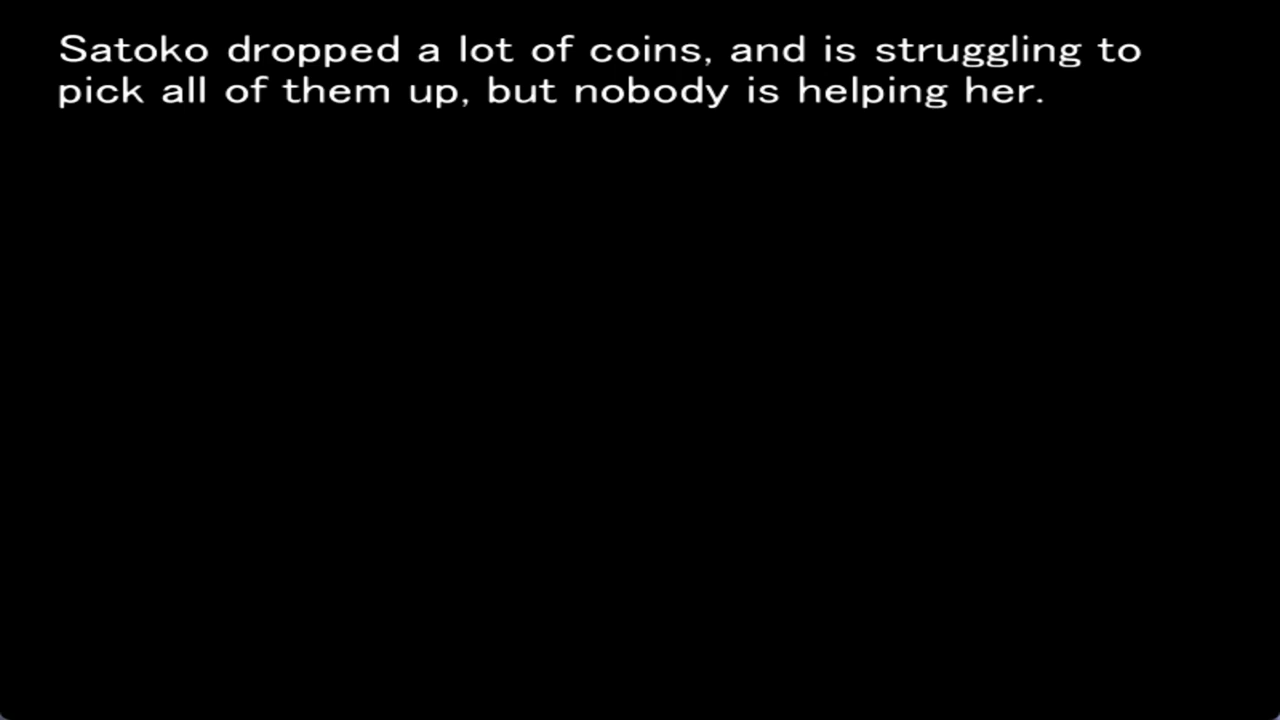 Satoko dropped a lot of coins, and is struggling to
pick all of them up, but nobody is helping her.